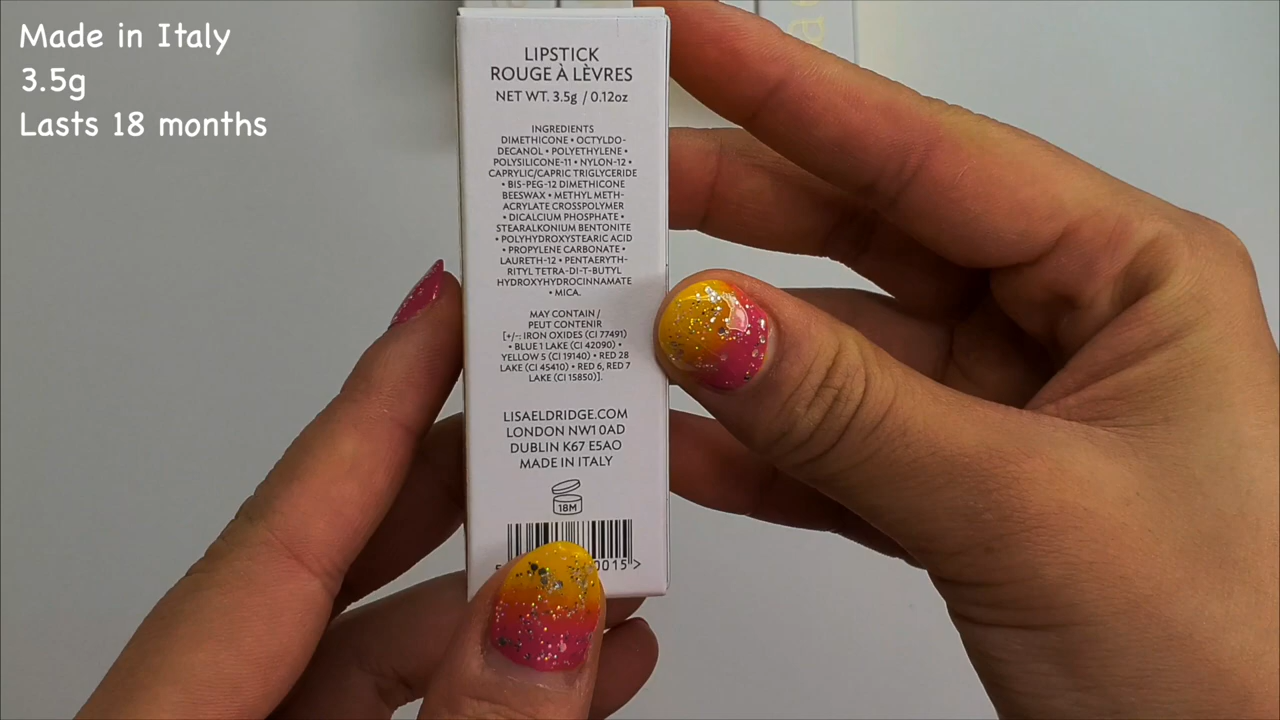 Made in Italy
3.5g
Lasts 18 months
LIPSTICK
ROUGE À LÈVRES
NET WT. 3.5g / 0.12oz
INGREDIENTS
DIMETHICONE • OCTYLDO-
DECANOL • POLYETHYLENE •
POLYSILICONE-11 • NYLON-12 •
CAPRYLIC/CAPRIC TRIGLYCERIDE
• BIS-PEG-12 DIMETHICONE
BEESWAX • METHYL METH-
ACRYLATE CROSSPOLYMER
• DICALCIUM PHOSPHATE •
STEARALKONIUM BENTONITE
• POLYHYDROXYSTEARIC ACID
• PROPYLENE CARBONATE •
LAURETH-12 • PENTAERYTH-
RITYL TETRA-DI-T-BUTYL
HYDROXYHYDROCINNAMATE
• MICA.
MAY CONTAIN /
PEUT CONTENIR
[+/-: IRON OXIDES (CI 77491)
• BLUE 1 LAKE (CI 42090) •
YELLOW 5 (CI 19140) • RED 28
LAKE (CI 45410) • RED 6, RED 7
LAKE (CI 15850)].
LISAELDRIDGE.COM
LONDON NW1 0AD
DUBLIN K67 E5A0
MADE IN ITALY
18M
0015 >